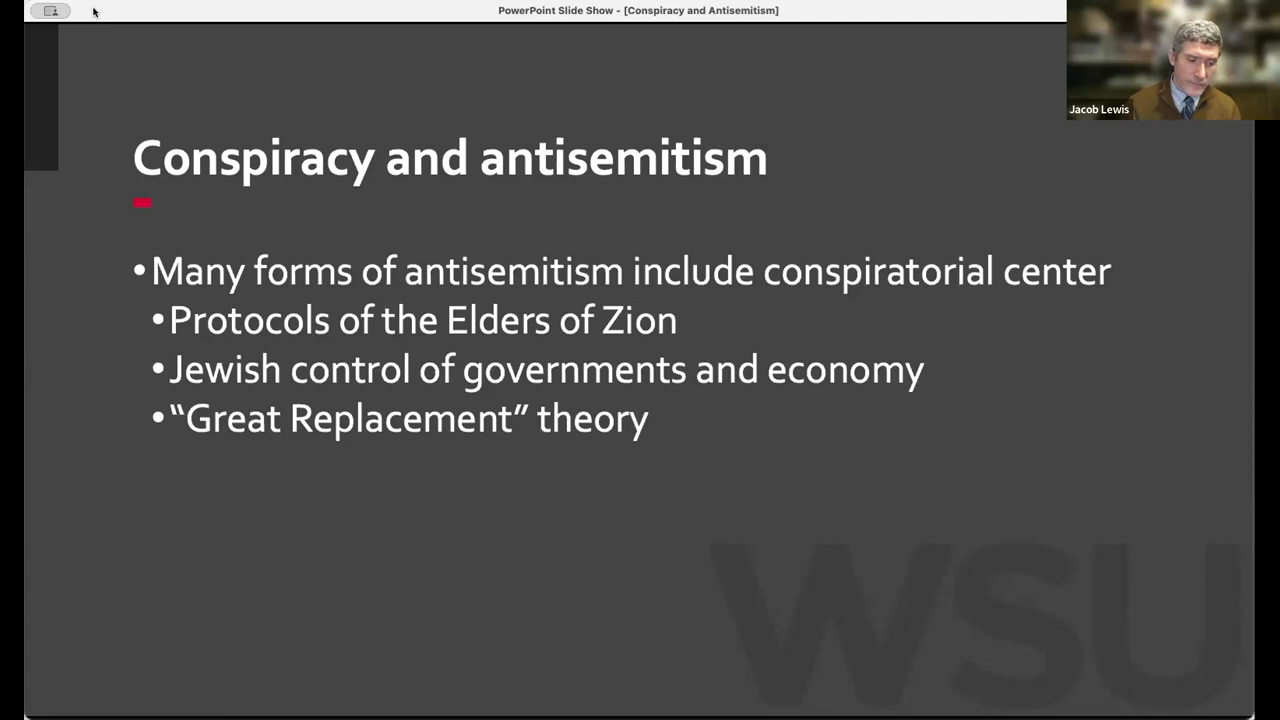 PowerPoint Slide Show - [Conspiracy and Antisemitism]
Jacob Lewis
Conspiracy and antisemitism
•Many forms of antisemitism include conspiratorial center
•Protocols of the Elders of Zion
•Jewish control of governments and economy
•“Great Replacement” theory
WSU